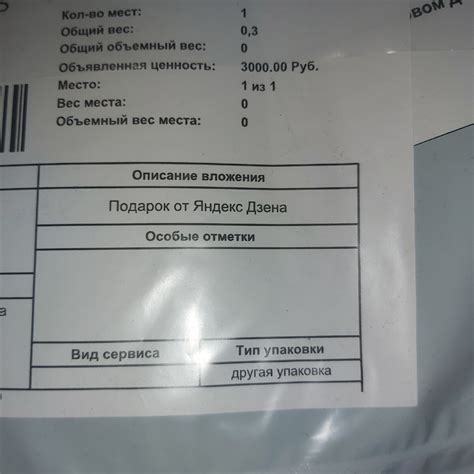 Кол-во мест: 1
Общий вес: 0,3
Общий объемный вес: 0
Объявленная ценность: 3000.00 Руб.
Место: 1 из 1
Вес места: 0
Объемный вес места: 0
Описание вложения
Подарок от Яндекс Дзена
Особые отметки
Вид сервиса Тип упаковки
другая упаковка